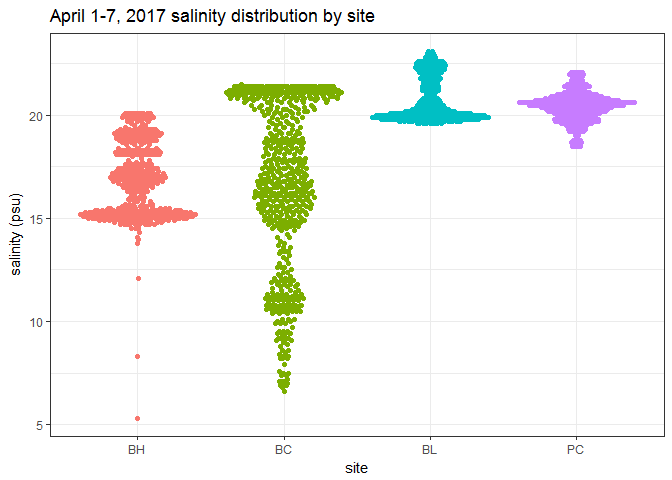 April 1-7, 2017 salinity distribution by site
salinity (psu)
20
15
10
5
BH BC BL PC
site